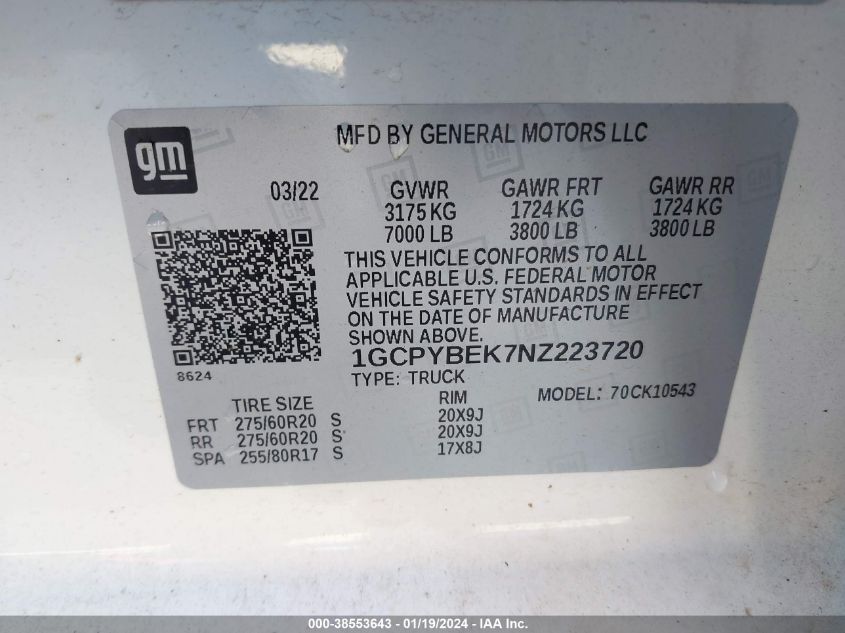 gm
MFD BY GENERAL MOTORS LLC
03/22 GVWR GAWR FRT GAWR RR
3175 KG 1724 KG 1724 KG
7000 LB 3800 LB 3800 LB
THIS VEHICLE CONFORMS TO ALL
APPLICABLE U.S. FEDERAL MOTOR
VEHICLE SAFETY STANDARDS IN EFFECT
ON THE DATE OF MANUFACTURE
SHOWN ABOVE.
1GCPYBEK7NZ223720
8624
TYPE: TRUCK
MODEL: 70CK10543
TIRE SIZE RIM
FRT 275/60R20 S 20X9J
RR 275/60R20 S 20X9J
SPA 255/80R17 S 17X8J
000-38553643 - 01/19/2024 - IAA Inc.